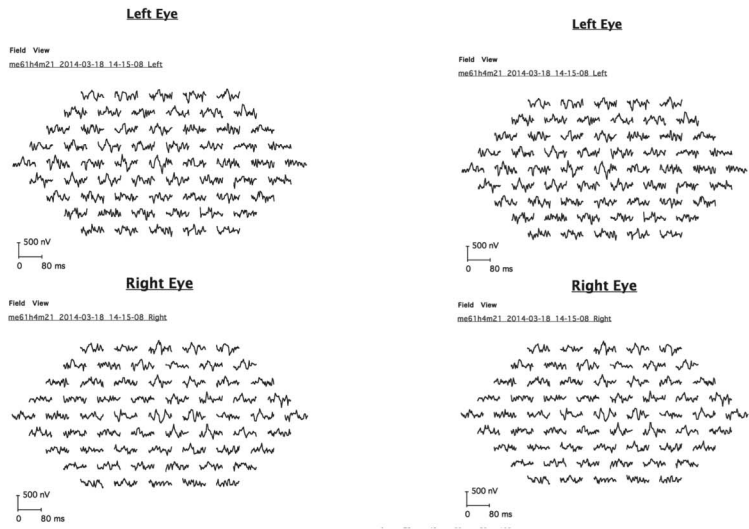 Left Eye
Field View
me61h4m21 2014-03-18 14-15-08 Left
500 nV
0 80 ms
Right Eye
Field View
me61h4m21 2014-03-18 14-15-08 Right
500 nV
0 80 ms
Left Eye
Field View
me61h4m21 2014-03-18 14-15-08 Left
500 nV
0 80 ms
Right Eye
Field View
me61h4m21 2014-03-18 14-15-08 Right
500 nV
0 80 ms